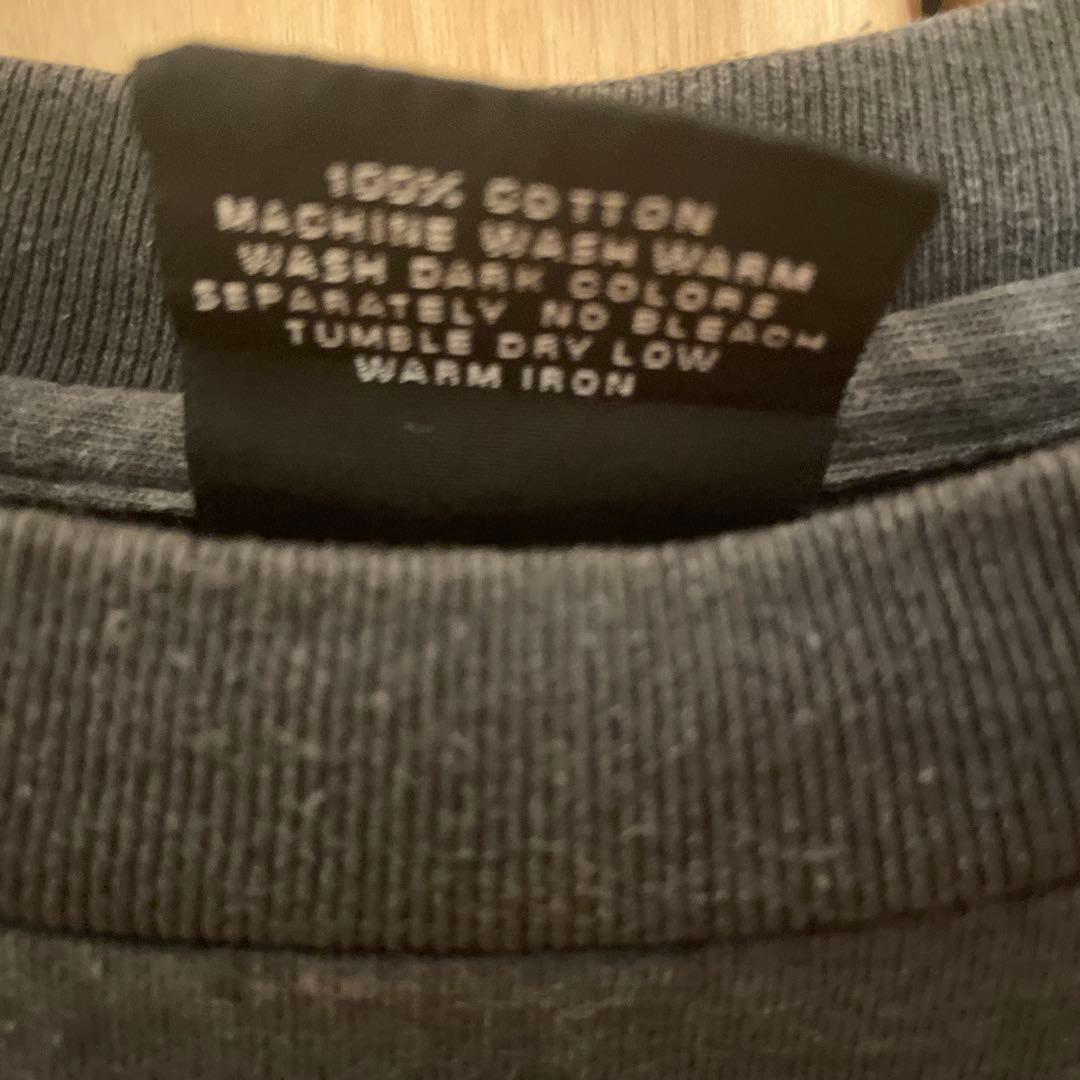 100% COTTON
MACHINE WASH WARM
WASH DARK COLORS
SEPARATELY NO BLEACH
TUMBLE DRY LOW
WARM IRON